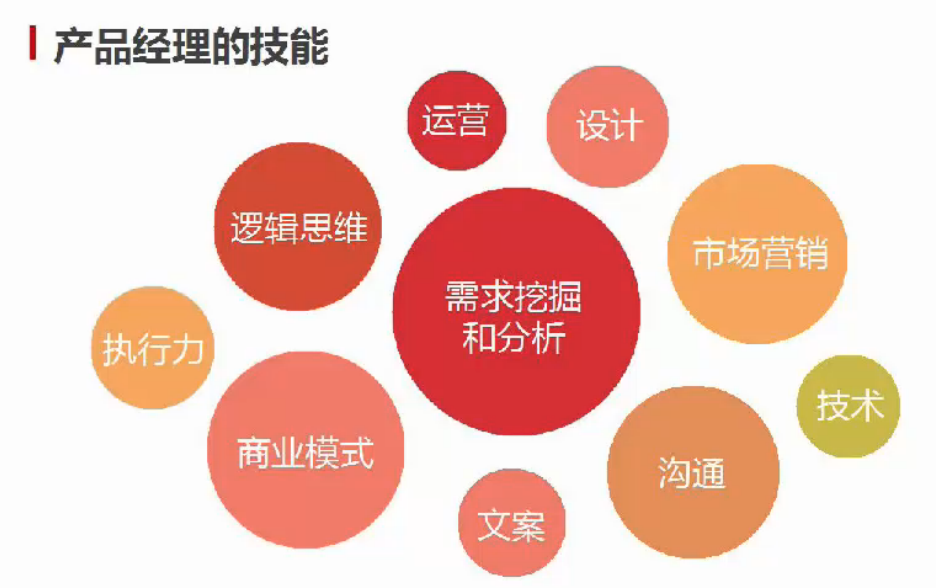 产品经理的技能
运营
设计
逻辑思维
市场营销
需求挖掘
和分析
执行力
技术
商业模式
沟通
文案